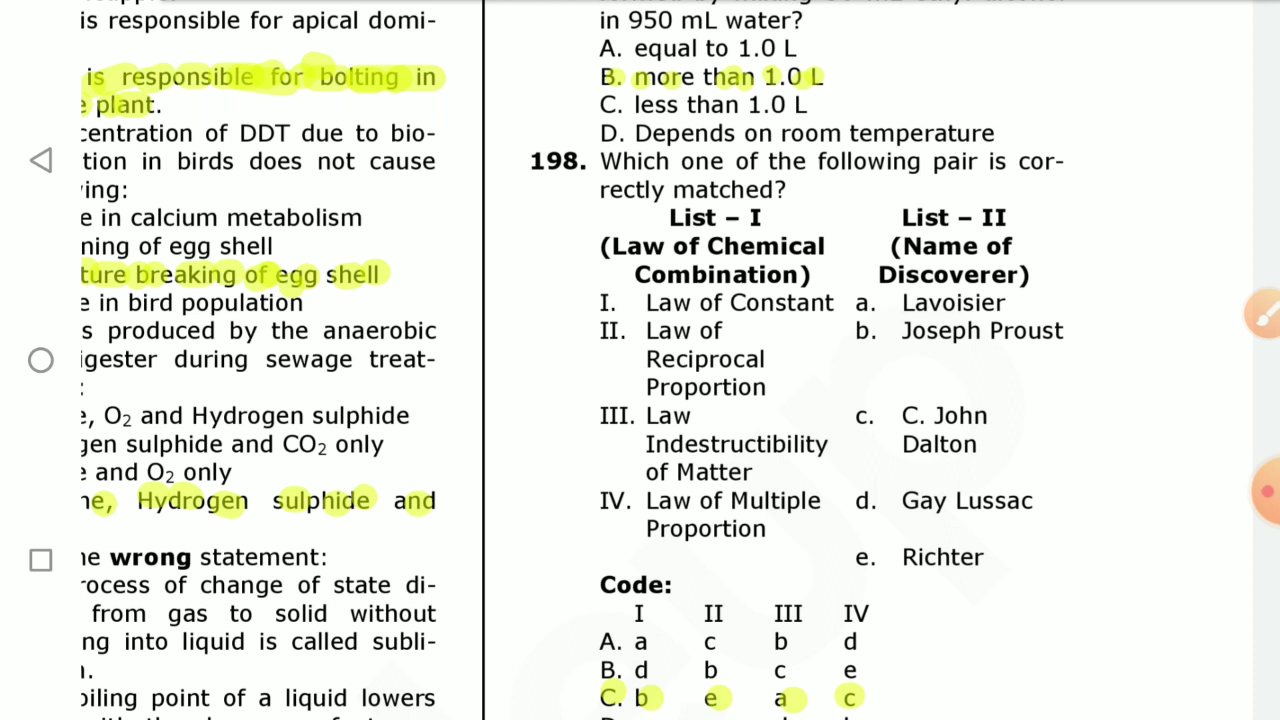 is responsible for apical domi-
is responsible for bolting in
plant.
centration of DDT due to bio-
tion in birds does not cause
ing:
e in calcium metabolism
ning of egg shell
ture breaking of egg shell
e in bird population
s produced by the anaerobic
igester during sewage treat-
:
e, O₂ and Hydrogen sulphide
gen sulphide and CO₂ only
e and O₂ only
ne, Hydrogen sulphide and
ne wrong statement:
rocess of change of state di-
from gas to solid without
ng into liquid is called subli-
oiling point of a liquid lowers
in 950 mL water?
A. equal to 1.0 L
B. more than 1.0 L
C. less than 1.0 L
D. Depends on room temperature
198. Which one of the following pair is cor-
rectly matched?
List – I List – II
(Law of Chemical (Name of
Combination) Discoverer)
I. Law of Constant a. Lavoisier
II. Law of b. Joseph Proust
Reciprocal
Proportion
III. Law c. C. John
Indestructibility Dalton
of Matter
IV. Law of Multiple d. Gay Lussac
Proportion
e. Richter
Code:
I II III IV
A. a c b d
B. d b c e
C. b e a c